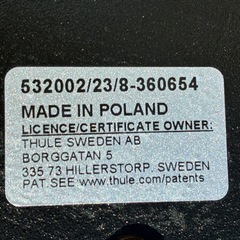 532002/23/8-360654
MADE IN POLAND
LICENCE/CERTIFICATE OWNER:
THULE SWEDEN AB
BORGGATAN 5
335 73 HILLERSTORP, SWEDEN
PAT SEE www.thule.com/patents